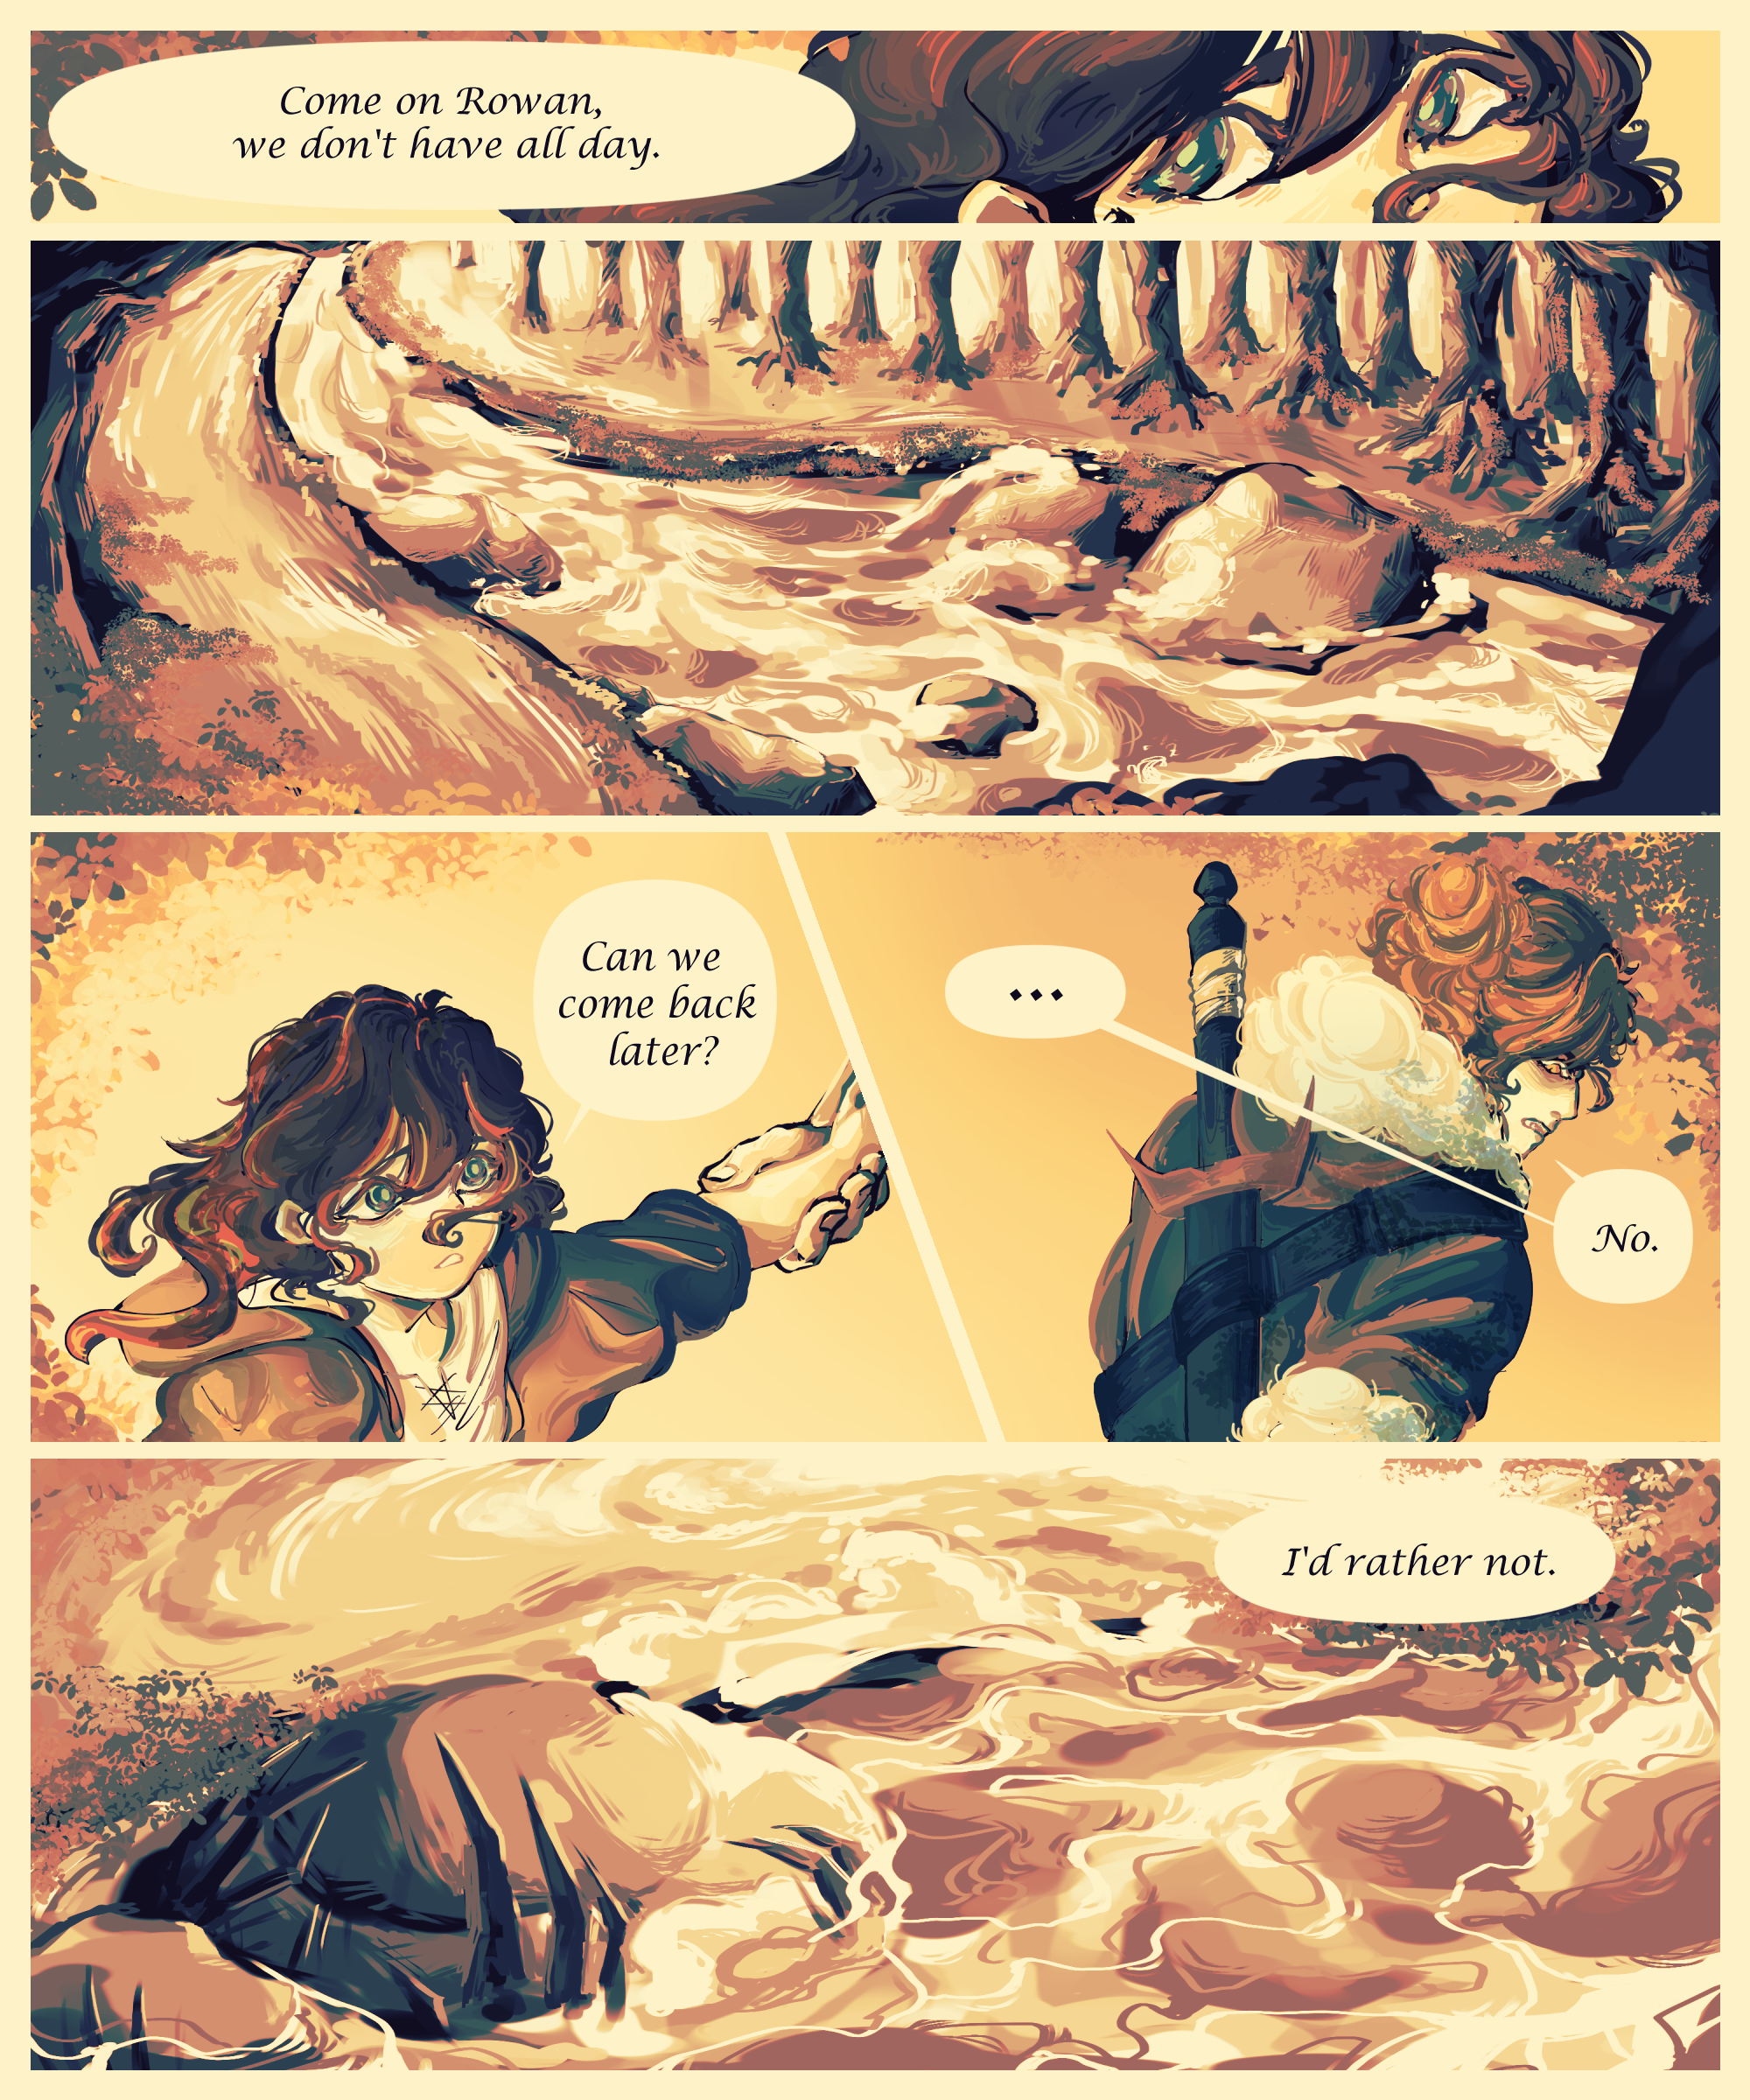 Come on Rowan,
we don't have all day.
Can we
come back
later?
...
No.
I'd rather not.